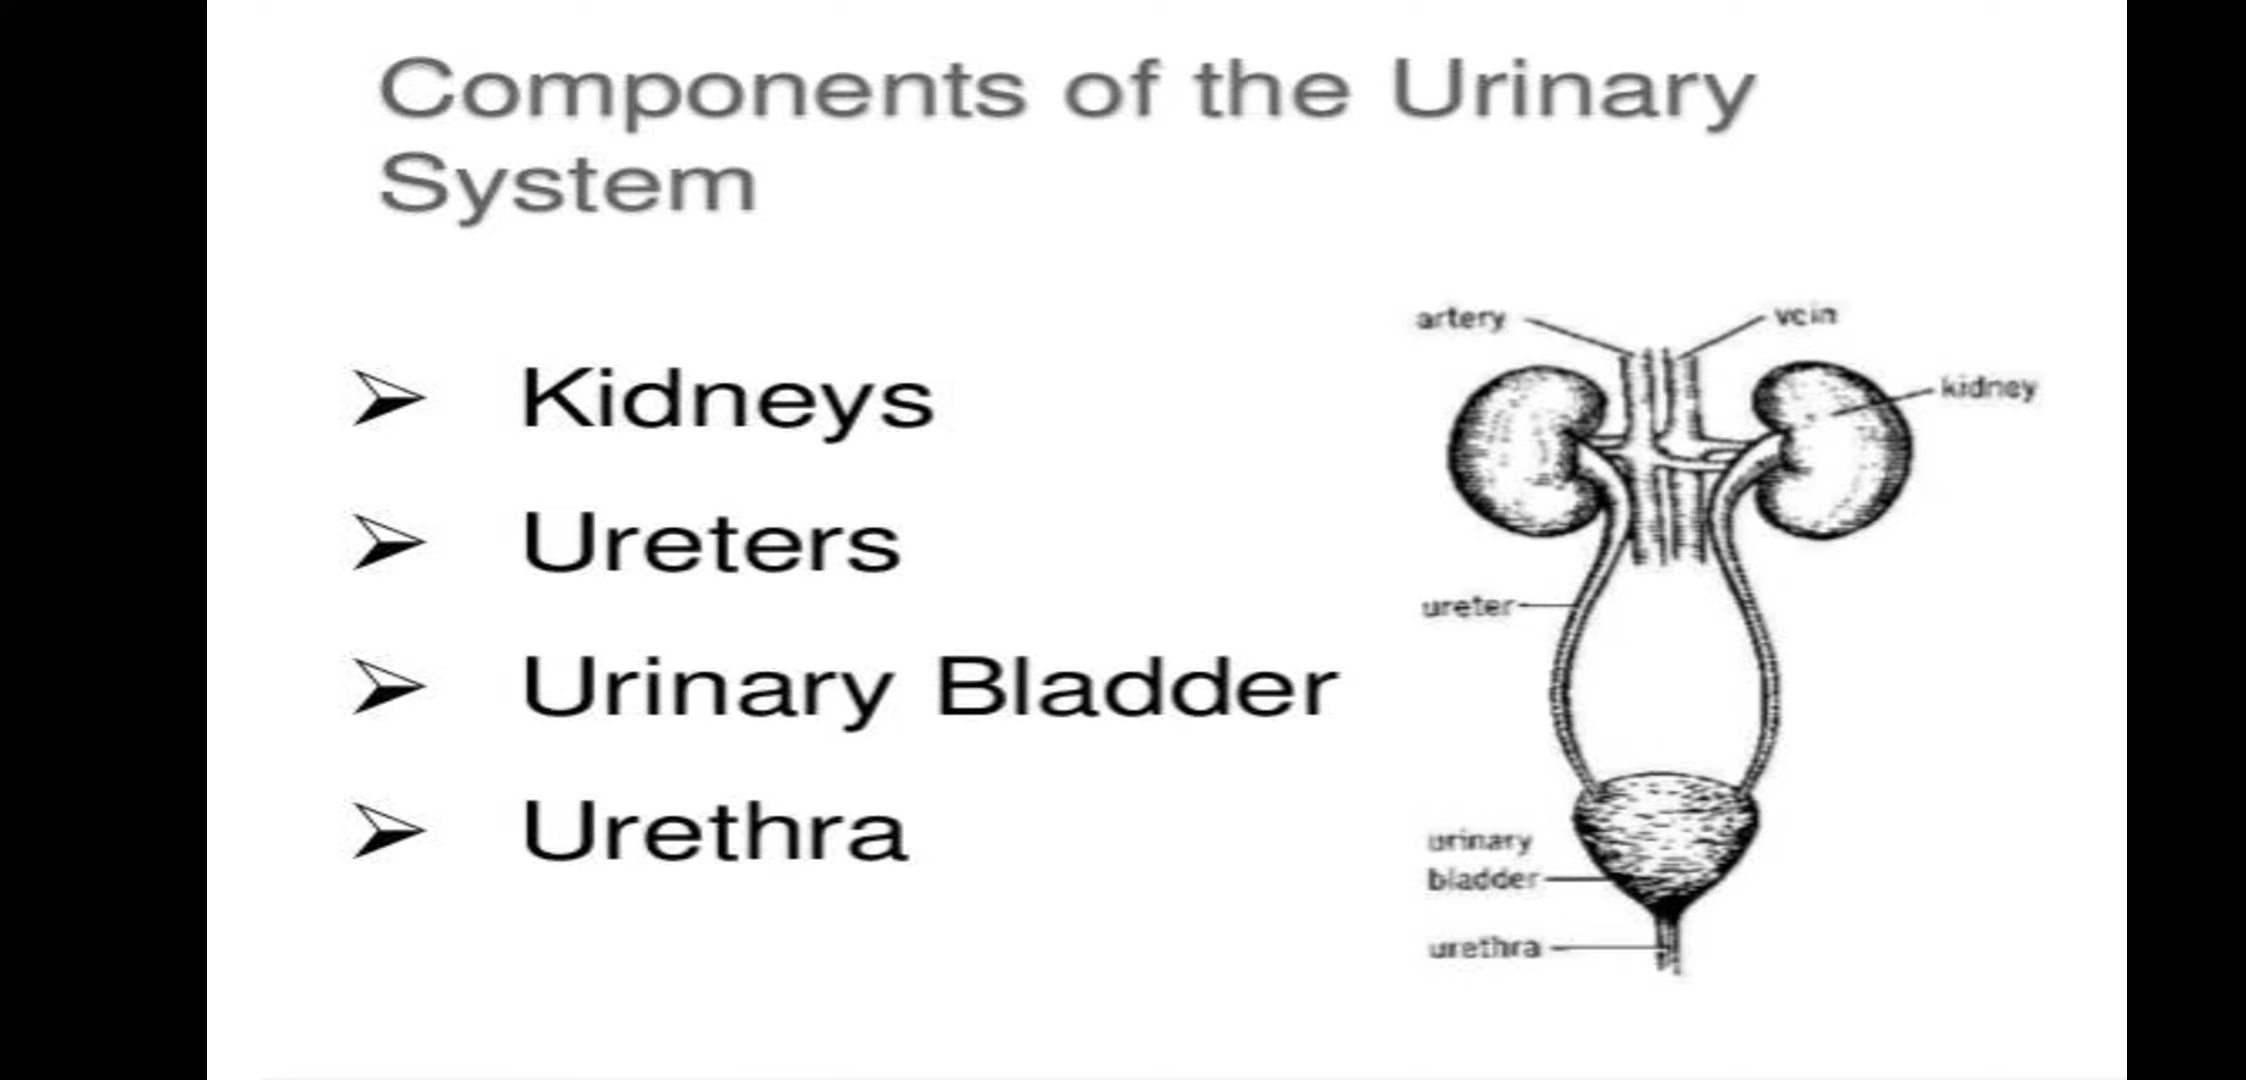 Components of the Urinary
System
Kidneys
Ureters
Urinary Bladder
Urethra
artery
vein
kidney
ureter
urinary
bladder
urethra